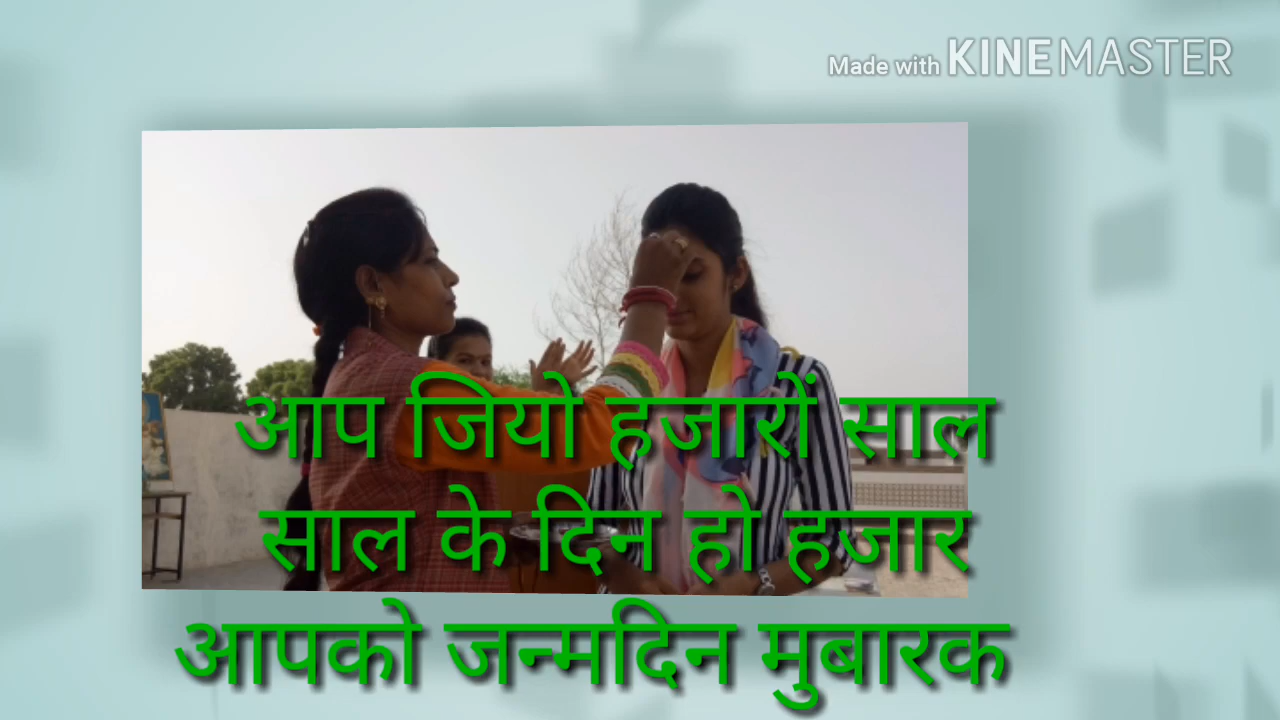 Made with KINEMASTER
आप जियो हजारों साल
साल के दिन हो हजार
आपको जन्मदिन मुबारक